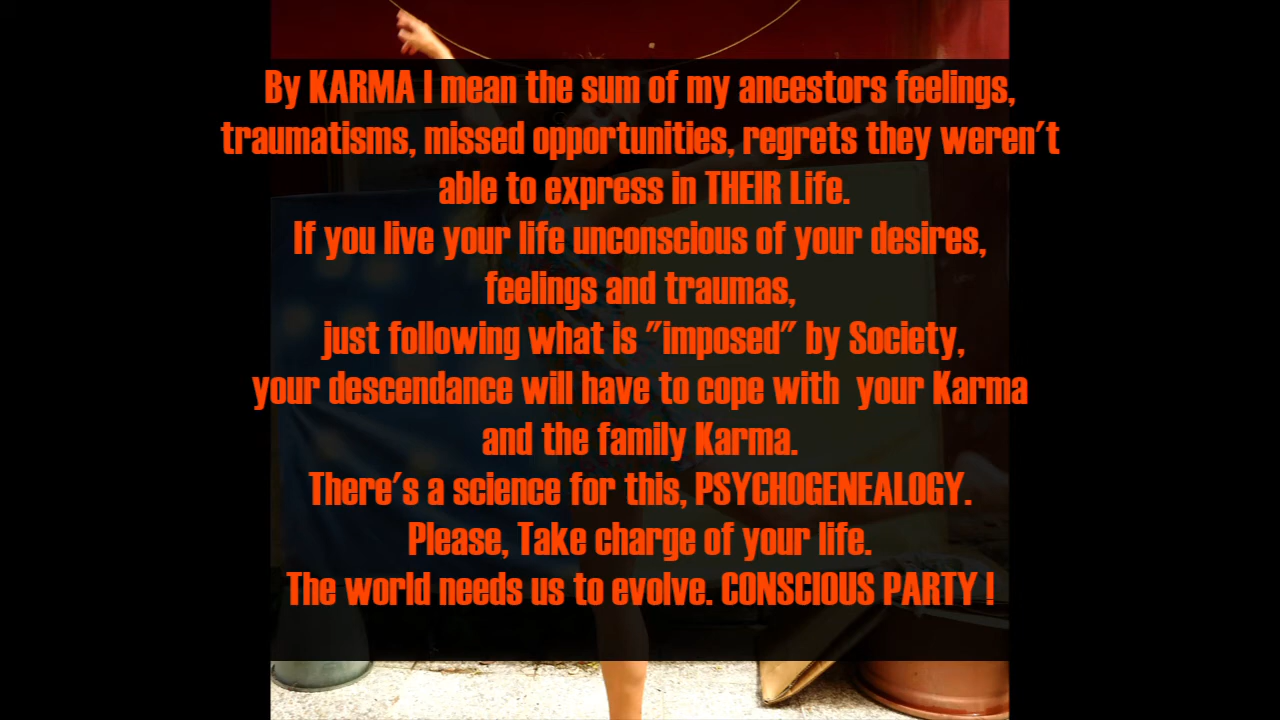 By KARMA I mean the sum of my ancestors feelings,
traumatisms, missed opportunities, regrets they weren't
able to express in THEIR Life.
If you live your life unconscious of your desires,
feelings and traumas,
just following what is "imposed" by Society,
your descendance will have to cope with  your Karma
and the family Karma.
There's a science for this, PSYCHOGENEALOGY.
Please, Take charge of your life.
The world needs us to evolve. CONSCIOUS PARTY !